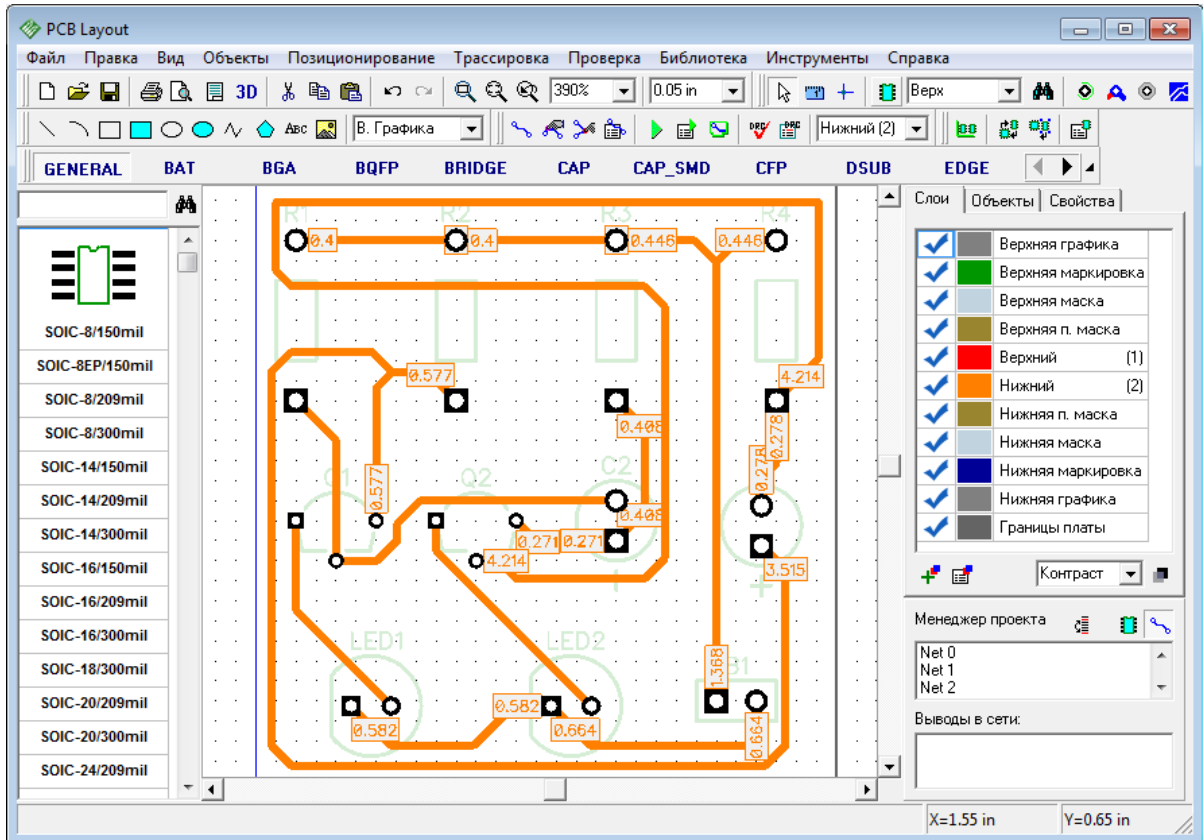 PCB Layout
Файл Правка Вид Объекты Позиционирование Трассировка Проверка Библиотека Инструменты Справка
3D 390% 0.05 in Верх
ABC В. Графика DRC DRC Нижний (2)
GENERAL BAT BGA BQFP BRIDGE CAP CAP_SMD CFP DSUB EDGE
SOIC-8/150mil
SOIC-8EP/150mil
SOIC-8/209mil
SOIC-8/300mil
SOIC-14/150mil
SOIC-14/209mil
SOIC-14/300mil
SOIC-16/150mil
SOIC-16/209mil
SOIC-16/300mil
SOIC-18/300mil
SOIC-20/209mil
SOIC-20/300mil
SOIC-24/209mil
R1 R2 R3 R4
0.4 0.4 0.446 0.446
0.577 4.214
0.408 0.278
0.278
Q1 Q2 C2
0.577
0.408
0.271 0.271
4.214 3.515
LED1 LED2 B1
1.368
0.582 0.582 0.664 0.664
Слои Объекты Свойства
Верхняя графика
Верхняя маркировка
Верхняя маска
Верхняя п. маска
Верхний (1)
Нижний (2)
Нижняя п. маска
Нижняя маска
Нижняя маркировка
Нижняя графика
Границы платы
Контраст
Менеджер проекта
Net 0
Net 1
Net 2
Выводы в сети:
X=1.55 in Y=0.65 in